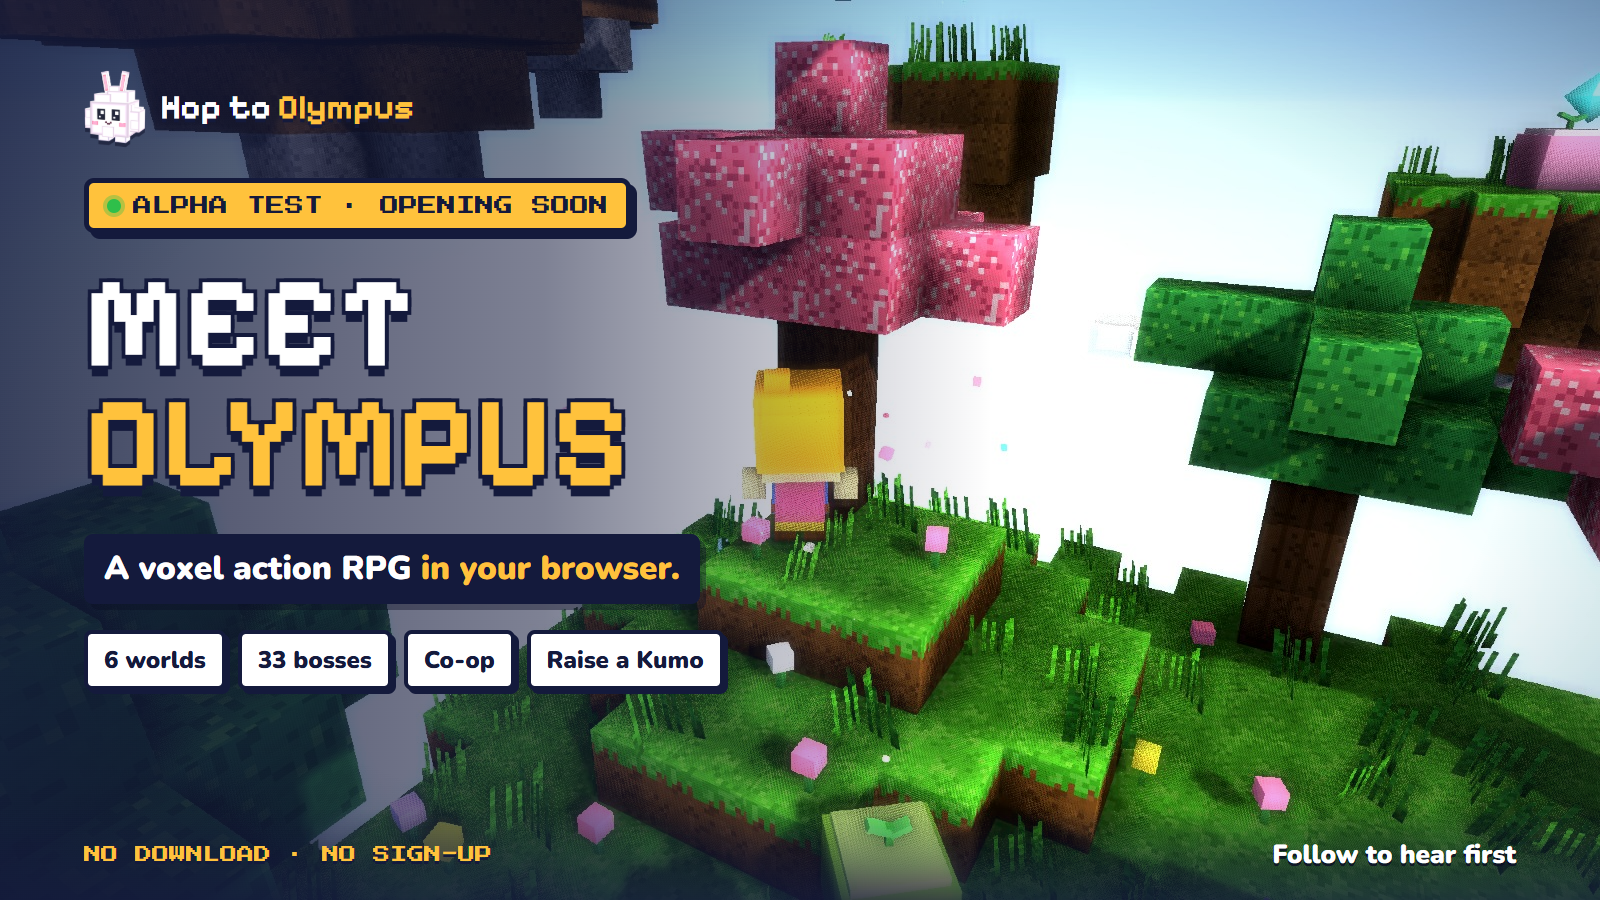 Hop to Olympus
ALPHA TEST · OPENING SOON
MEET
OLYMPUS
A voxel action RPG in your browser.
6 worlds
33 bosses
Co-op
Raise a Kumo
NO DOWNLOAD · NO SIGN-UP
Follow to hear first